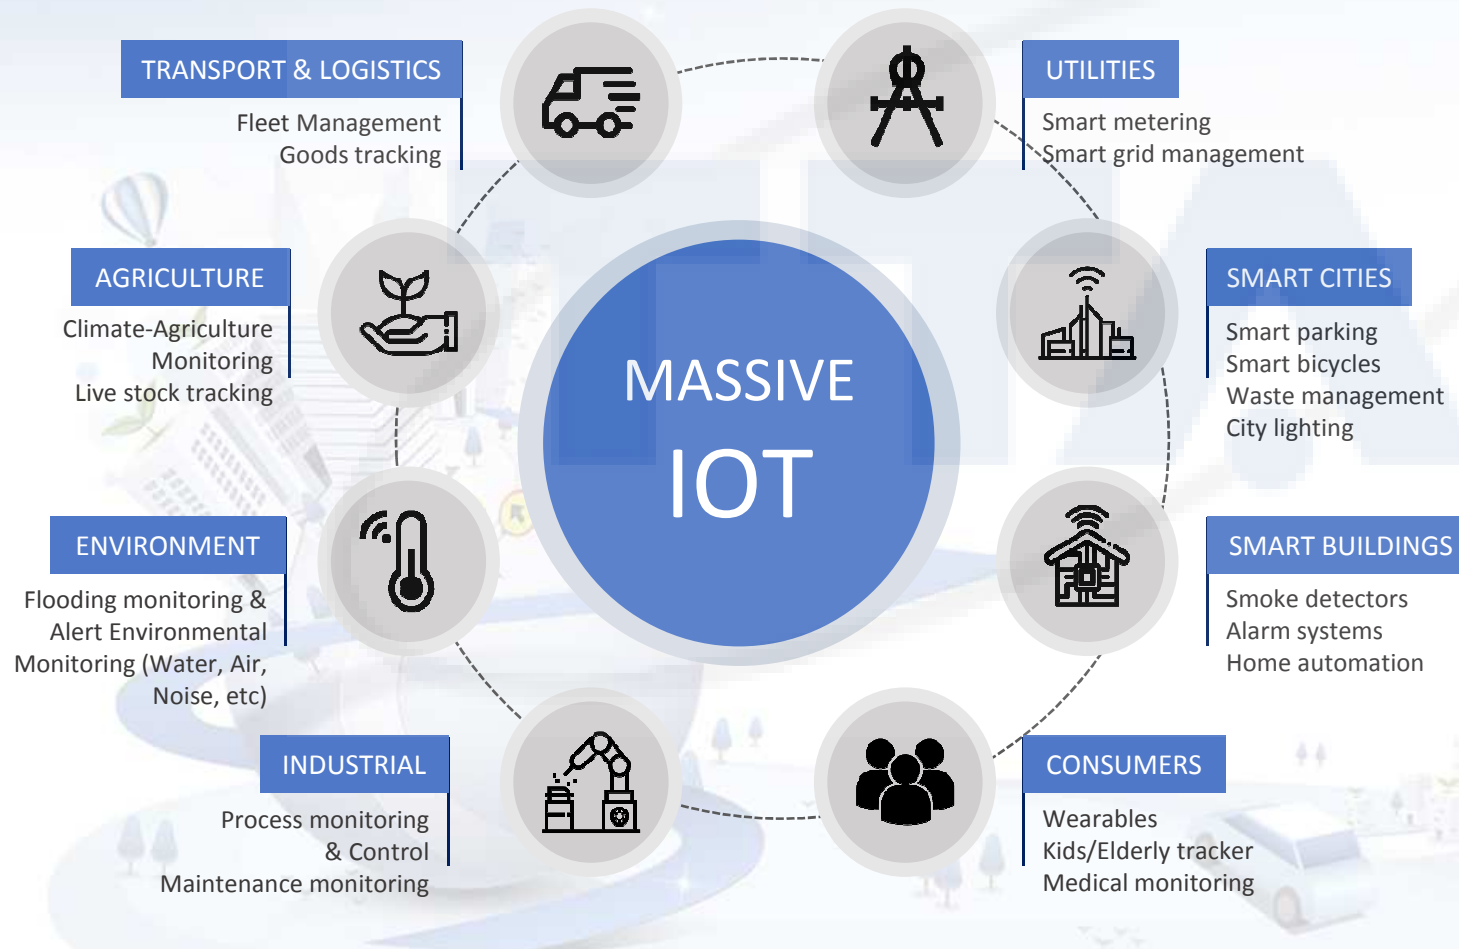 TRANSPORT & LOGISTICS
Fleet Management
Goods tracking
UTILITIES
Smart metering
Smart grid management
AGRICULTURE
Climate-Agriculture
Monitoring
Live stock tracking
SMART CITIES
Smart parking
Smart bicycles
Waste management
City lighting
MASSIVE
IOT
ENVIRONMENT
Flooding monitoring &
Alert Environmental
Monitoring (Water, Air,
Noise, etc)
SMART BUILDINGS
Smoke detectors
Alarm systems
Home automation
INDUSTRIAL
Process monitoring
& Control
Maintenance monitoring
CONSUMERS
Wearables
Kids/Elderly tracker
Medical monitoring